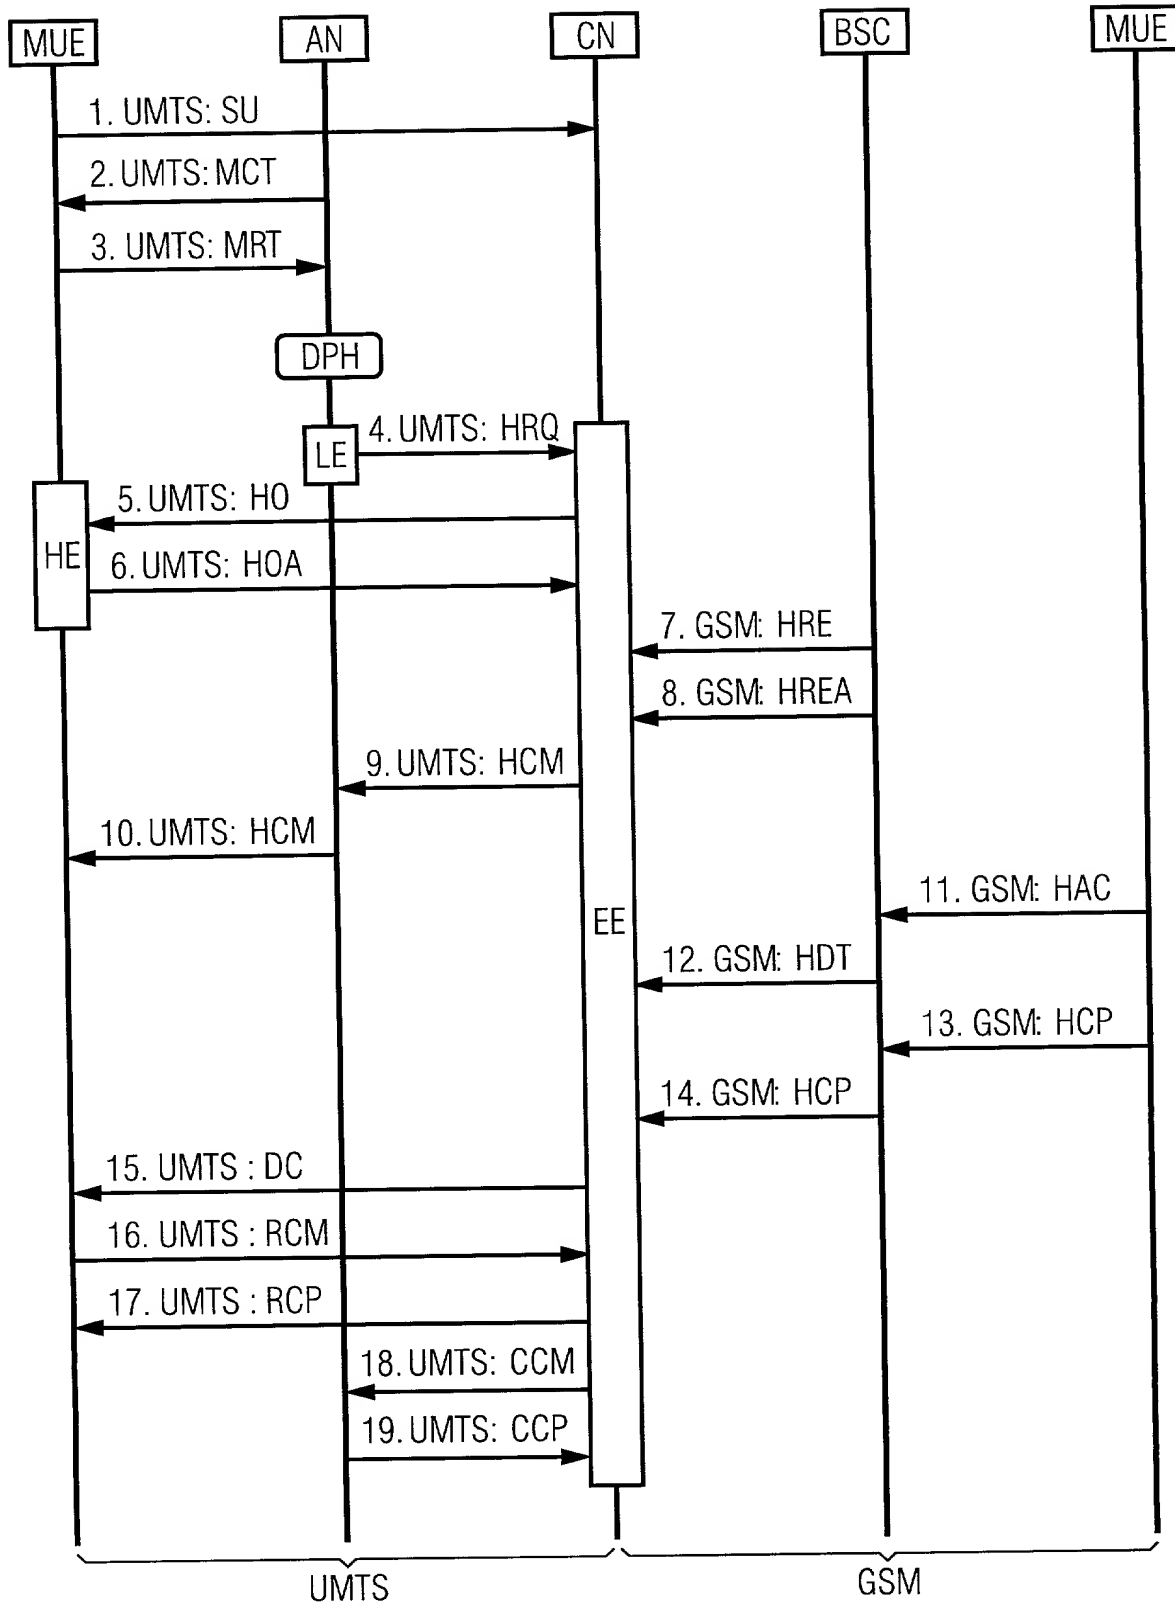 MUE AN CN BSC MUE
1. UMTS: SU
2. UMTS: MCT
3. UMTS: MRT
DPH
4. UMTS: HRQ
LE
5. UMTS: HO
HE
6. UMTS: HOA
7. GSM: HRE
8. GSM: HREA
9. UMTS: HCM
10. UMTS: HCM
11. GSM: HAC
EE
12. GSM: HDT
13. GSM: HCP
14. GSM: HCP
15. UMTS : DC
16. UMTS : RCM
17. UMTS : RCP
18. UMTS: CCM
19. UMTS: CCP
UMTS GSM